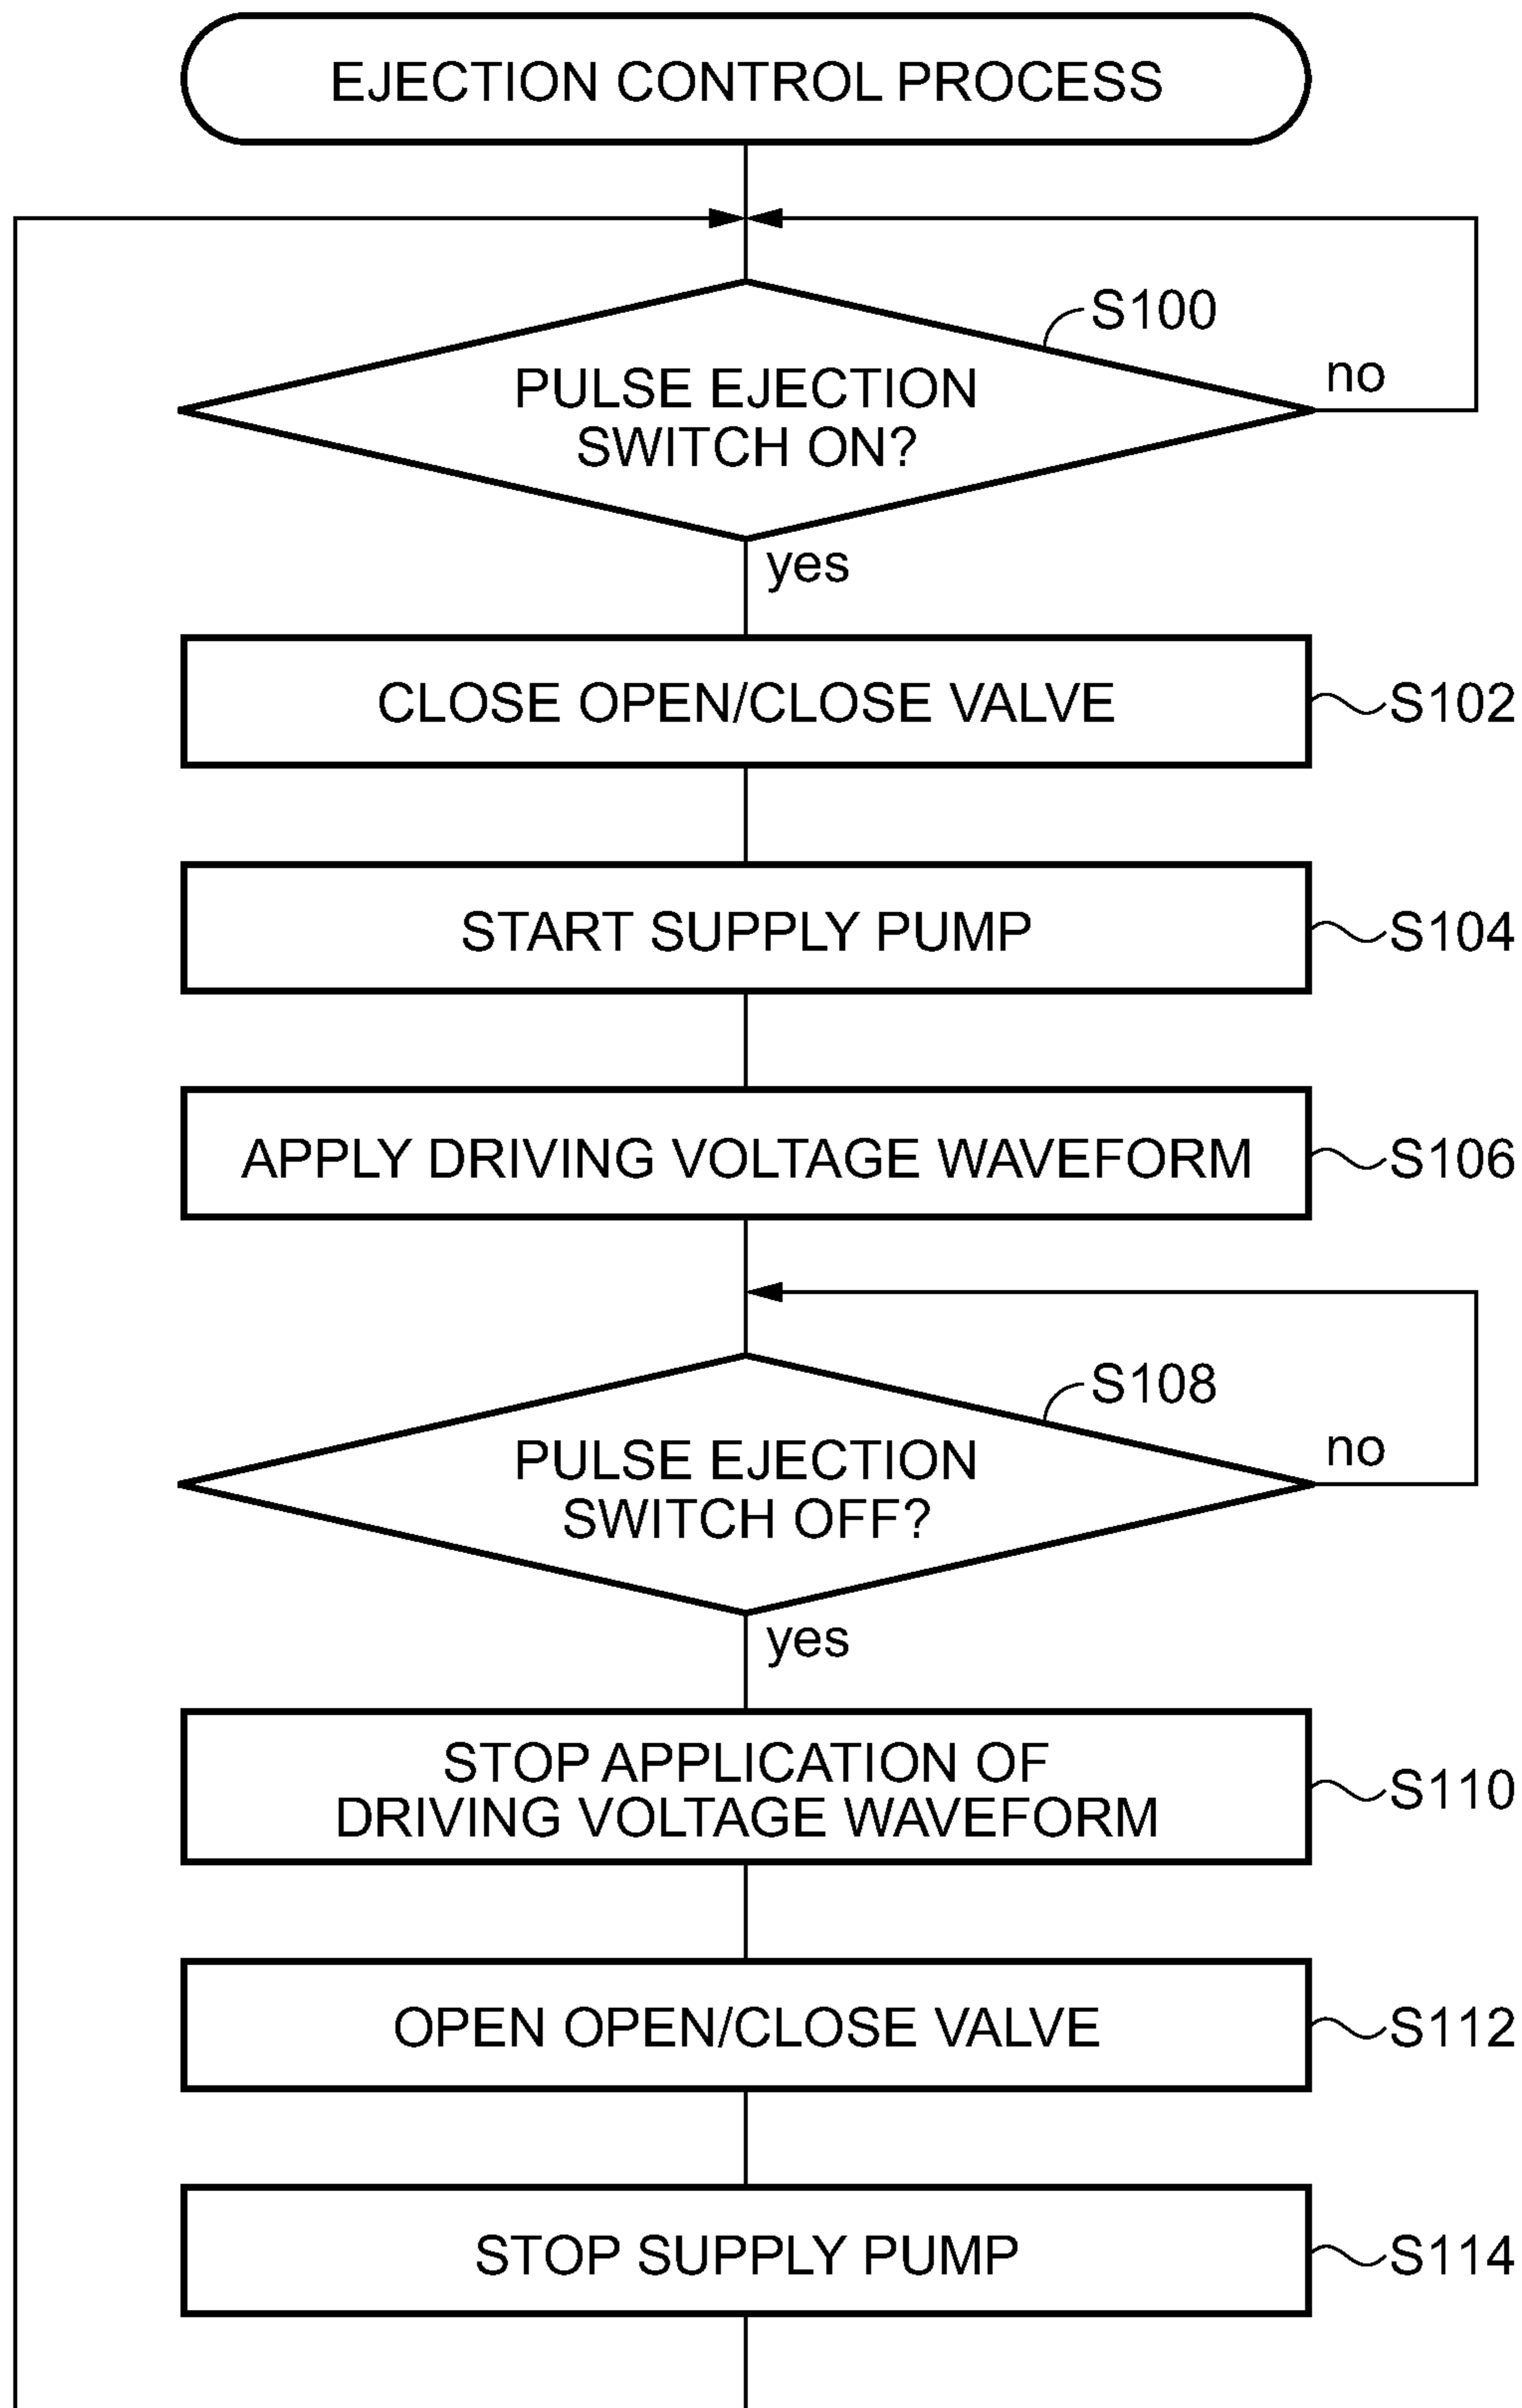 EJECTION CONTROL PROCESS
S100
no
PULSE EJECTION
SWITCH ON?
yes
CLOSE OPEN/CLOSE VALVE
S102
START SUPPLY PUMP
S104
APPLY DRIVING VOLTAGE WAVEFORM
S106
S108
no
PULSE EJECTION
SWITCH OFF?
yes
STOP APPLICATION OF
DRIVING VOLTAGE WAVEFORM
S110
OPEN OPEN/CLOSE VALVE
S112
STOP SUPPLY PUMP
S114